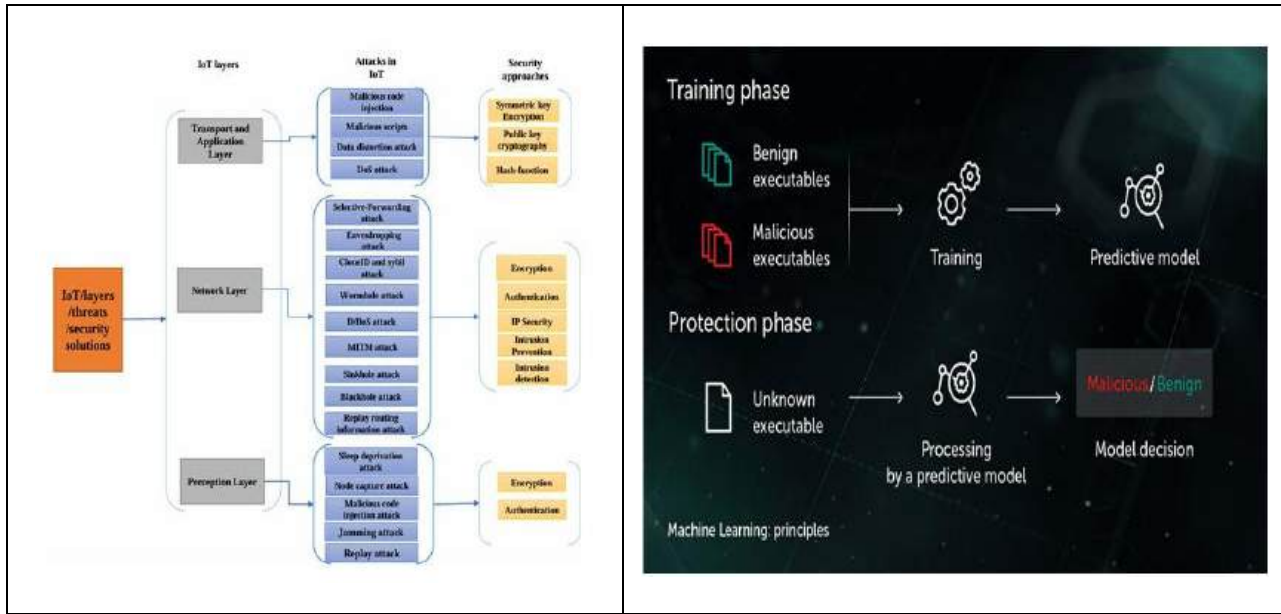 IoT layers
Attacks in
IoT
Security
approaches
IoT/layers
/threats
/security
solutions
Transport and
Application
Layer
Malicious code
injection
Malicious scripts
Data distortion attack
DoS attack
Symmetric key
Encryption
Public key
cryptography
Hash-function
Network Layer
Selective-Forwarding
attack
Eavesdropping
attack
CloneID and sybil
attack
Wormhole attack
D/DoS attack
MITM attack
Sinkhole attack
Blackhole attack
Replay routing
information attack
Encryption
Authentication
IP Security
Intrusion
Prevention
Intrusion
detection
Perception Layer
Sleep deprivation
attack
Node capture attack
Malicious code
injection attack
Jamming attack
Replay attack
Encryption
Authentication
Training phase
Benign
executables
Malicious
executables
Training
Predictive model
Protection phase
Unknown
executable
Processing
by a predictive model
Malicious/Benign
Model decision
Machine Learning: principles